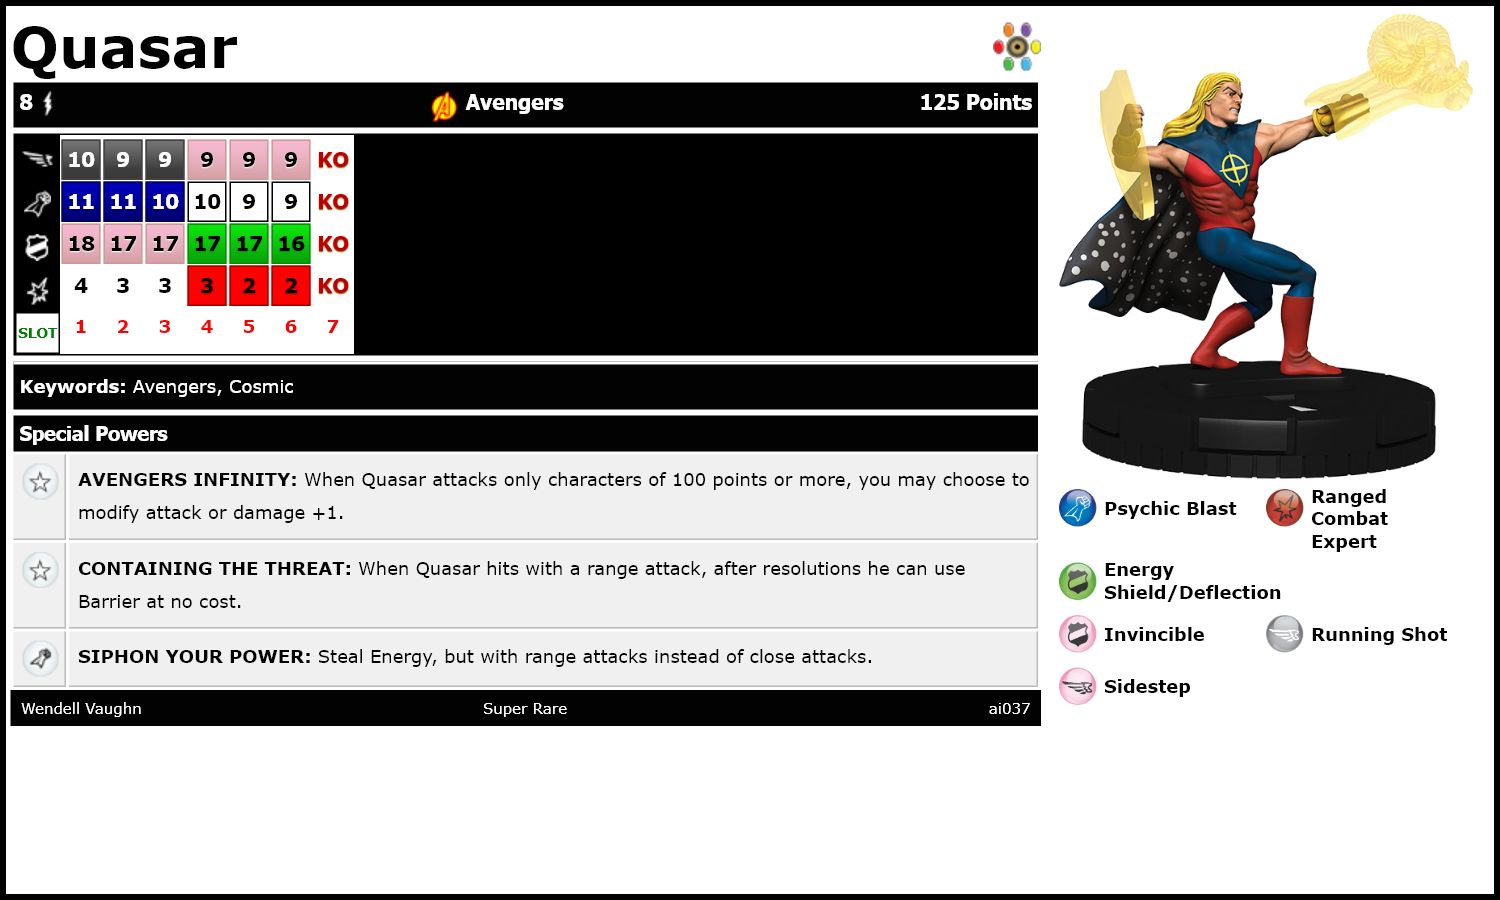 Quasar
8 Avengers 125 Points
10 9 9 9 9 9 KO
11 11 10 10 9 9 KO
18 17 17 17 17 16 KO
4 3 3 3 2 2 KO
SLOT 1 2 3 4 5 6 7
Keywords: Avengers, Cosmic
Special Powers
AVENGERS INFINITY: When Quasar attacks only characters of 100 points or more, you may choose to
modify attack or damage +1.
CONTAINING THE THREAT: When Quasar hits with a range attack, after resolutions he can use
Barrier at no cost.
SIPHON YOUR POWER: Steal Energy, but with range attacks instead of close attacks.
Wendell Vaughn Super Rare ai037
Psychic Blast
Ranged
Combat
Expert
Energy
Shield/Deflection
Invincible
Running Shot
Sidestep